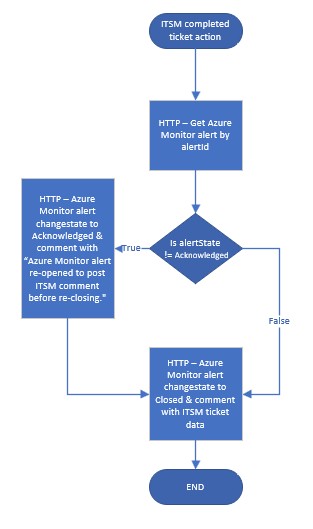 ITSM completed
ticket action
HTTP – Get Azure
Monitor alert by
alertId
Is alertState
!= Acknowledged
True
False
HTTP – Azure
Monitor alert
changestate to
Acknowledged &
comment with
“Azure Monitor alert
re-opened to post
ITSM comment
before re-closing."
HTTP – Azure
Monitor alert
changestate to
Closed & comment
with ITSM ticket
data
END